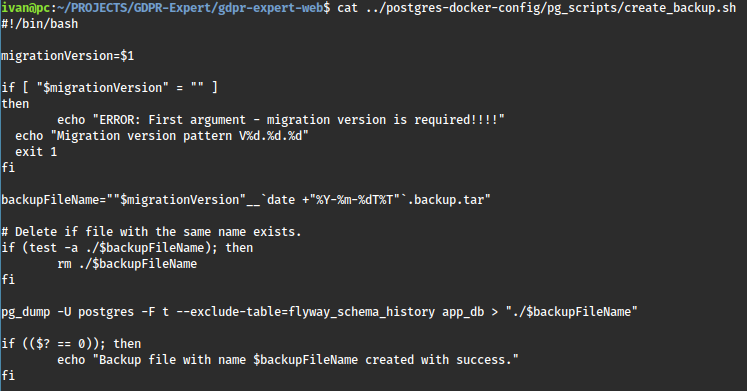 ivan@pc:~/PROJECTS/GDPR-Expert/gdpr-expert-web$ cat ../postgres-docker-config/pg_scripts/create_backup.sh
#!/bin/bash

migrationVersion=$1

if [ "$migrationVersion" = "" ]
then
        echo "ERROR: First argument - migration version is required!!!!"
  echo "Migration version pattern V%d.%d.%d"
  exit 1
fi

backupFileName=""$migrationVersion"__`date +"%Y-%m-%dT%T"`.backup.tar"

# Delete if file with the same name exists.
if (test -a ./$backupFileName); then
        rm ./$backupFileName
fi

pg_dump -U postgres -F t --exclude-table=flyway_schema_history app_db > "./$backupFileName"

if (($? == 0)); then
        echo "Backup file with name $backupFileName created with success."
fi